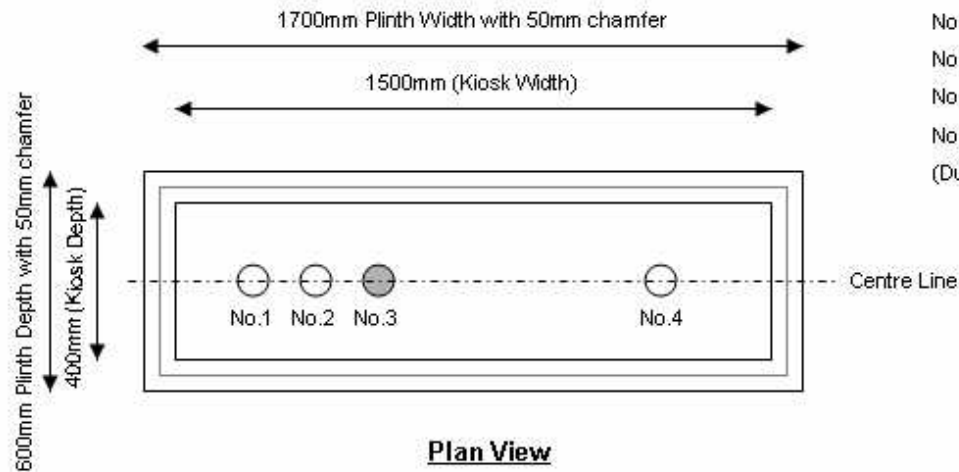 1700mm Plinth Width with 50mm chamfer
1500mm (Kiosk Width)
600mm Plinth Depth with 50mm chamfer
400mm (Kiosk Depth)
No
No
No
No
(Du
No.1 No.2 No.3 No.4
Centre Line
Plan View